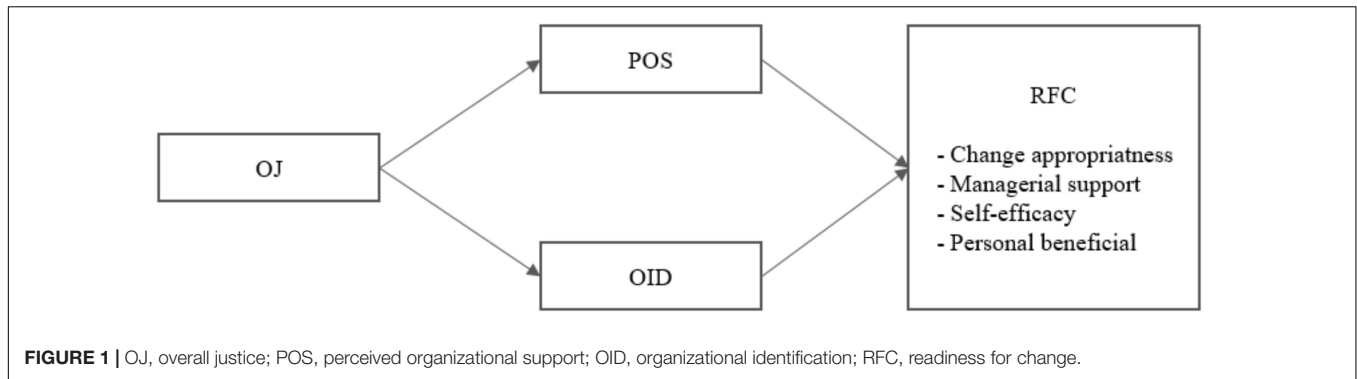 POS
RFC
OJ
- Change appropriatness
- Managerial support
- Self-efficacy
- Personal beneficial
OID
FIGURE 1 | OJ, overall justice; POS, perceived organizational support; OID, organizational identification; RFC, readiness for change.